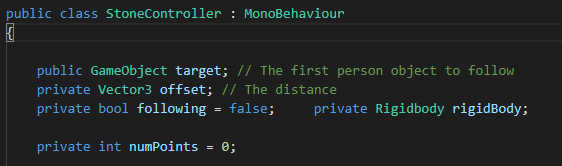 public class StoneController : MonoBehaviour
{
public GameObject target; // The first person object to follow
private Vector3 offset; // The distance
private bool following = false;     private Rigidbody rigidBody;
private int numPoints = 0;